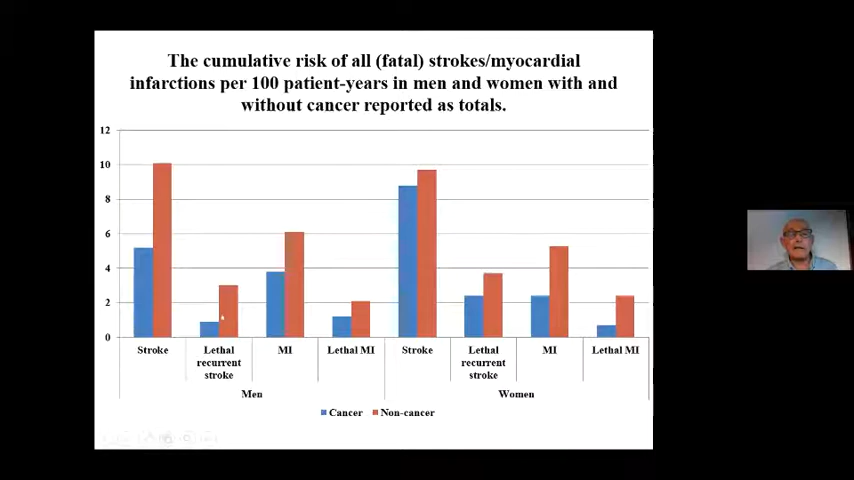 The cumulative risk of all (fatal) strokes/myocardial
infarctions per 100 patient-years in men and women with and
without cancer reported as totals.
12
10
8
6
4
2
0
Stroke
Lethal
recurrent
stroke
MI
Lethal MI
Stroke
Lethal
recurrent
stroke
MI
Lethal MI
Men
Women
Cancer
Non-cancer